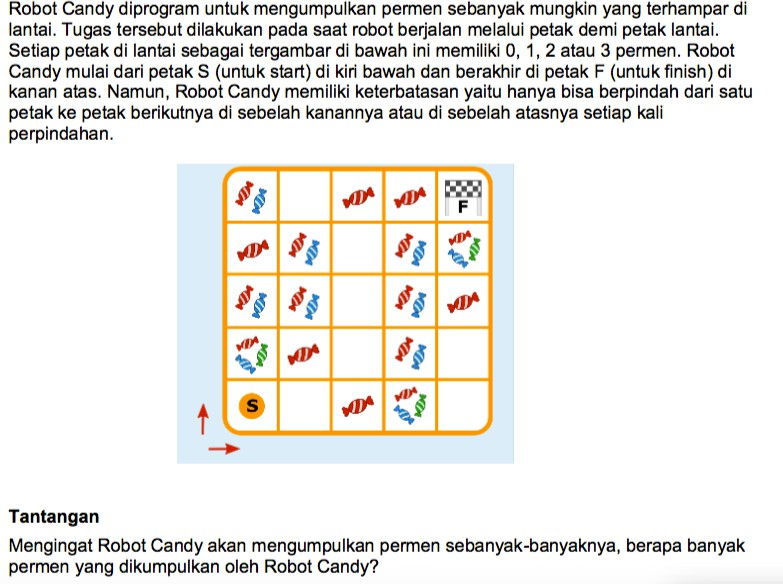 Robot Candy diprogram untuk mengumpulkan permen sebanyak mungkin yang terhampar di
lantai. Tugas tersebut dilakukan pada saat robot berjalan melalui petak demi petak lantai.
Setiap petak di lantai sebagai tergambar di bawah ini memiliki 0, 1, 2 atau 3 permen. Robot
Candy mulai dari petak S (untuk start) di kiri bawah dan berakhir di petak F (untuk finish) di
kanan atas. Namun, Robot Candy memiliki keterbatasan yaitu hanya bisa berpindah dari satu
petak ke petak berikutnya di sebelah kanannya atau di sebelah atasnya setiap kali
perpindahan.
F
S
Tantangan
Mengingat Robot Candy akan mengumpulkan permen sebanyak-banyaknya, berapa banyak
permen yang dikumpulkan oleh Robot Candy?